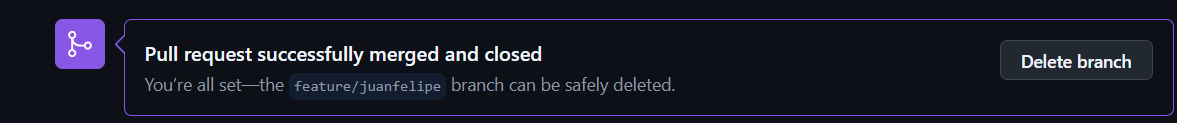 Pull request successfully merged and closed
You’re all set—the feature/juanfelipe branch can be safely deleted.
Delete branch